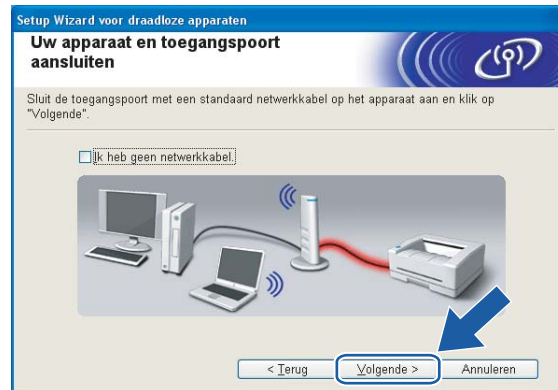 Setup Wizard voor draadloze apparaten
Uw apparaat en toegangspoort
aansluiten
Sluit de toegangspoort met een standaard netwerkkabel op het apparaat aan en klik op
"Volgende".
Ik heb geen netwerkkabel.
< Terug
Volgende >
Annuleren